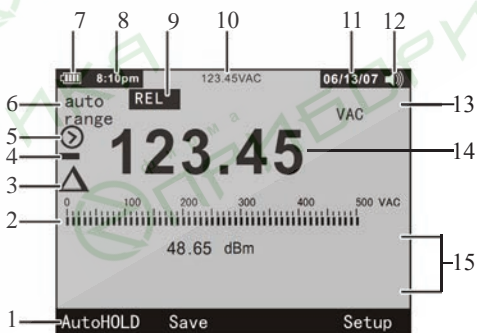 7 8 9 10 11 12
8:10pm 123.45VAC 06/13/07
6 auto range REL VAC 13
5
4 123.45 14
3
0 100 200 300 400 500 VAC
2
48.65 dBm 15
1 AutoHOLD Save Setup